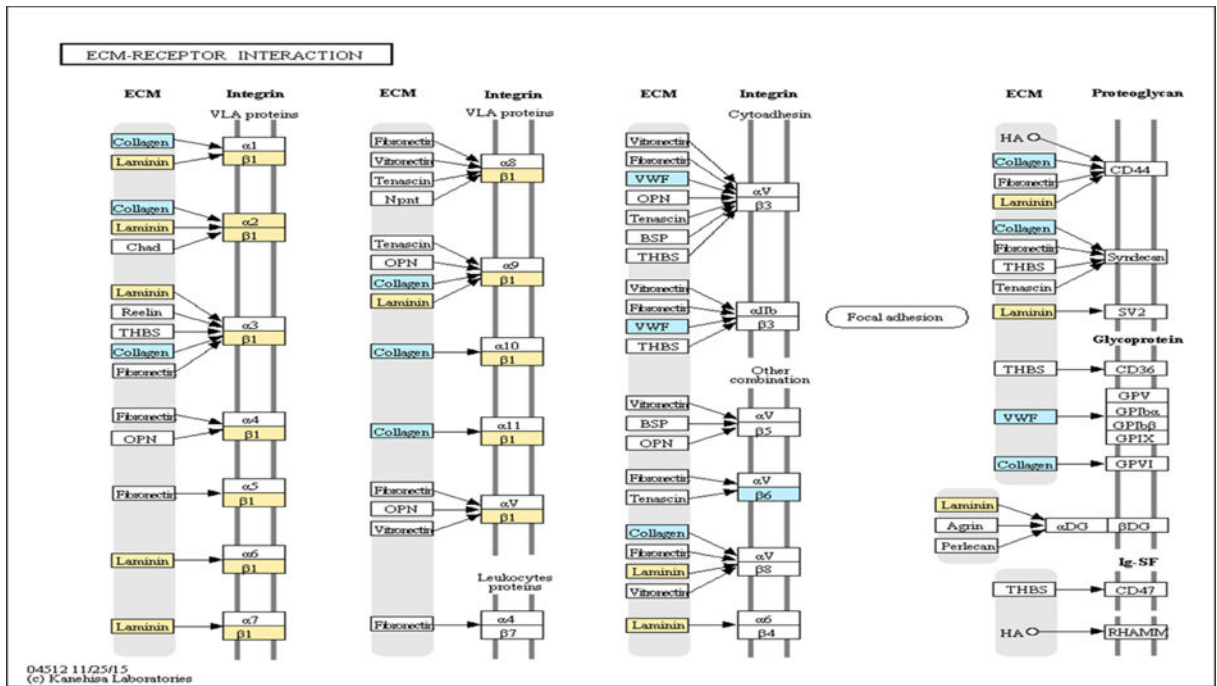 ECM-RECEPTOR INTERACTION
ECM Integrin
VLA proteins
Collagen
Laminin
α1
β1
Collagen
Laminin
Chad
α2
β1
Laminin
Reelin
THBS
Collagen
Fibronectin
α3
β1
Fibronectin
OPN
α4
β1
Fibronectin
α5
β1
Laminin
α6
β1
Laminin
α7
β1
ECM Integrin
VLA proteins
Fibronectin
Vitronectin
Tenascin
Npnt
α8
β1
Tenascin
OPN
Collagen
Laminin
α9
β1
Collagen
α10
β1
Collagen
α11
β1
Fibronectin
OPN
Vitronectin
αV
β1
Leukocytes
proteins
Fibronectin
α4
β7
ECM Integrin
Cytoadhesin
Vitronectin
Fibronectin
VWF
OPN
Tenascin
BSP
THBS
αV
β3
Vitronectin
Fibronectin
VWF
THBS
αIIb
β3
Other
combination
Vitronectin
BSP
OPN
αV
β5
Fibronectin
Tenascin
αV
β6
Collagen
Fibronectin
Laminin
Vitronectin
αV
β8
Laminin
α6
β4
Focal adhesion
ECM Proteoglycan
HA
Collagen
Fibronectin
Laminin
CD44
Collagen
Fibronectin
THBS
Tenascin
Syndecan
Laminin
SV2
Glycoprotein
THBS
CD36
VWF
GPV
GPIbα
GPIbβ
GPIX
Collagen
GPVI
Laminin
Agrin
Perlecan
αDG
βDG
Ig-SF
THBS
CD47
HA
RHAMM
04512 11/25/15
(c) Kanehisa Laboratories